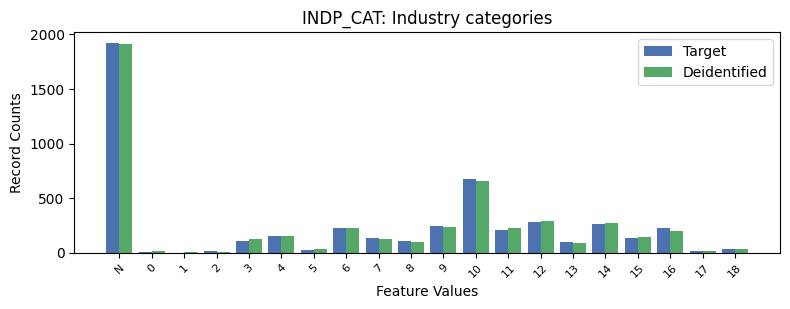 INDP_CAT: Industry categories
Target
Deidentified
Record Counts
2000
1500
1000
500
0
N 0 1 2 3 4 5 6 7 8 9 10 11 12 13 14 15 16 17 18
Feature Values